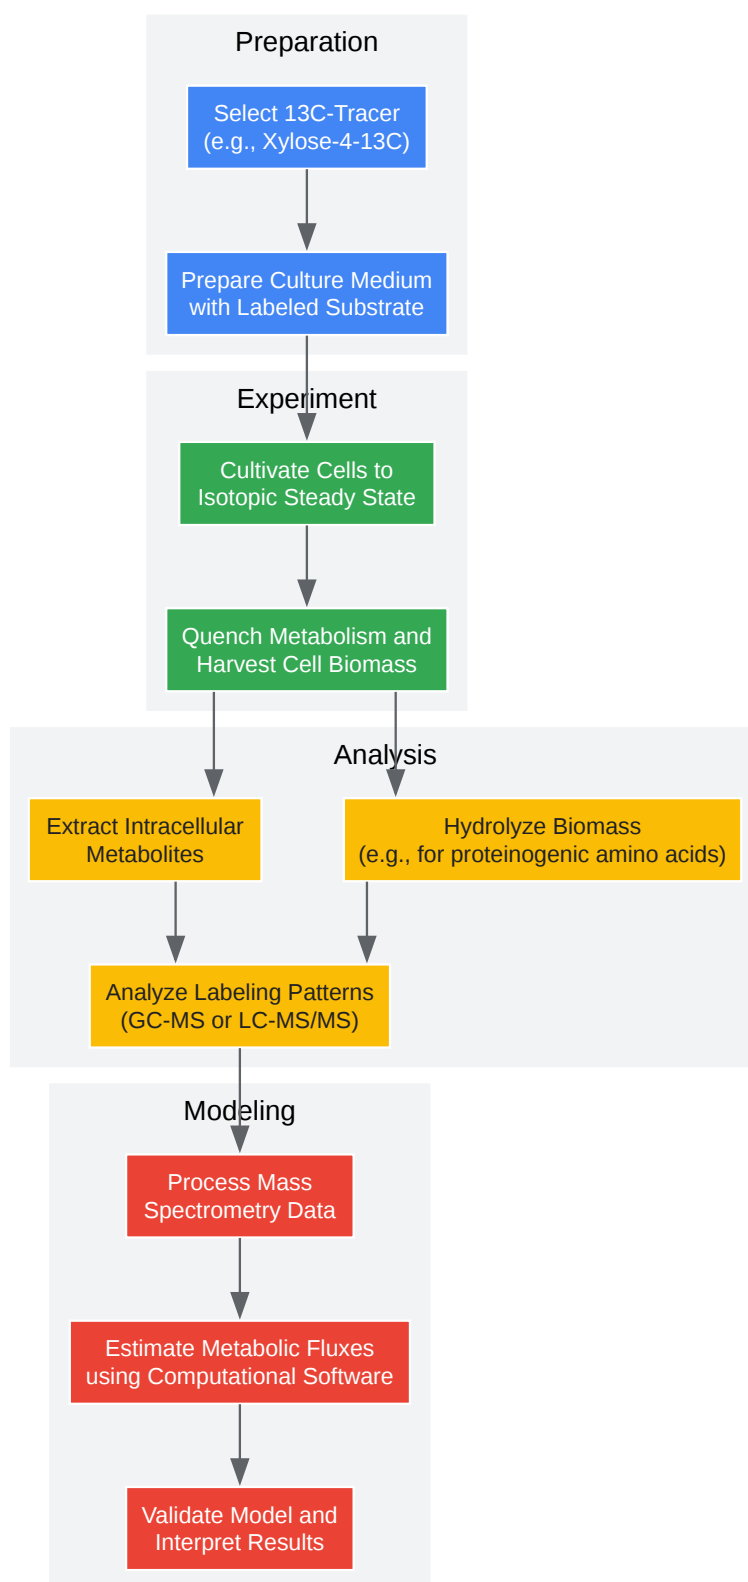 Preparation
Select 13C-Tracer
(e.g., Xylose-4-13C)
Prepare Culture Medium
with Labeled Substrate
Experiment
Cultivate Cells to
Isotopic Steady State
Quench Metabolism and
Harvest Cell Biomass
Analysis
Extract Intracellular
Metabolites
Hydrolyze Biomass
(e.g., for proteinogenic amino acids)
Analyze Labeling Patterns
(GC-MS or LC-MS/MS)
Modeling
Process Mass
Spectrometry Data
Estimate Metabolic Fluxes
using Computational Software
Validate Model and
Interpret Results